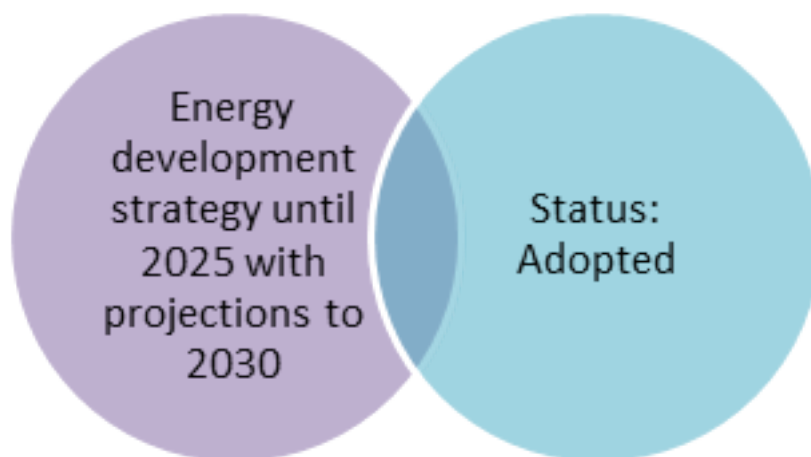 Energy
development
strategy until
2025 with
projections to
2030
Status:
Adopted